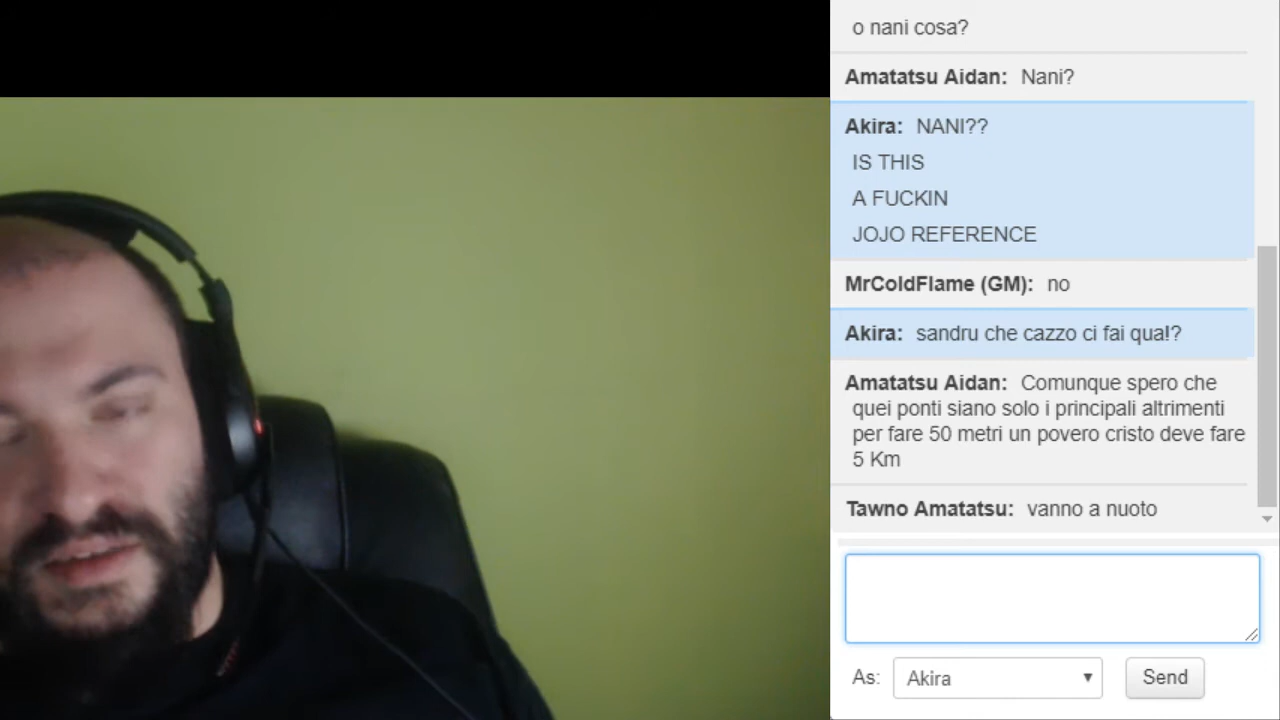 o nani cosa?
Amatatsu Aidan: Nani?
Akira: NANI??
IS THIS
A FUCKIN
JOJO REFERENCE
MrColdFlame (GM): no
Akira: sandru che cazzo ci fai qua!?
Amatatsu Aidan: Comunque spero che
quei ponti siano solo i principali altrimenti
per fare 50 metri un povero cristo deve fare
5 Km
Tawno Amatatsu: vanno a nuoto
As: Akira Send